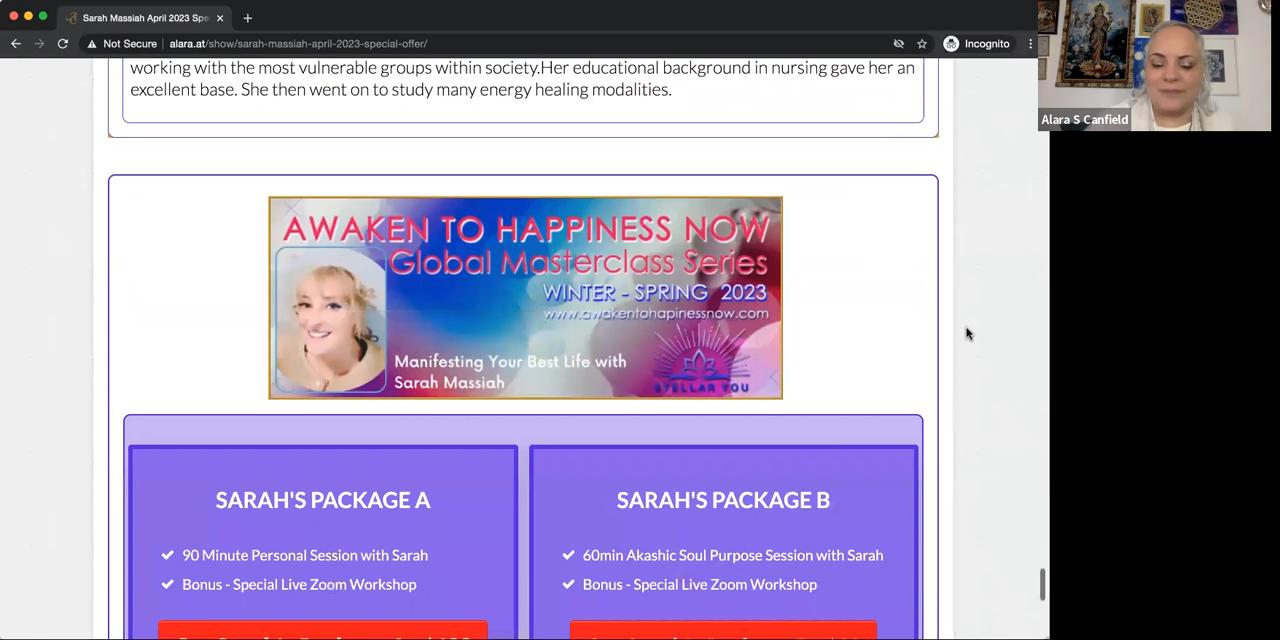 Sarah Massiah April 2023 Spe
Not Secure
alara.at/show/sarah-massiah-april-2023-special-offer/
Incognito
Alara S Canfield
working with the most vulnerable groups within society.Her educational background in nursing gave her an
excellent base. She then went on to study many energy healing modalities.
AWAKEN TO HAPPINESS NOW
Global Masterclass Series
WINTER - SPRING 2023
www.awakentohapinessnow.com
Manifesting Your Best Life with
Sarah Massiah
STELLAR YOU
SARAH'S PACKAGE A
90 Minute Personal Session with Sarah
Bonus - Special Live Zoom Workshop
SARAH'S PACKAGE B
60min Akashic Soul Purpose Session with Sarah
Bonus - Special Live Zoom Workshop